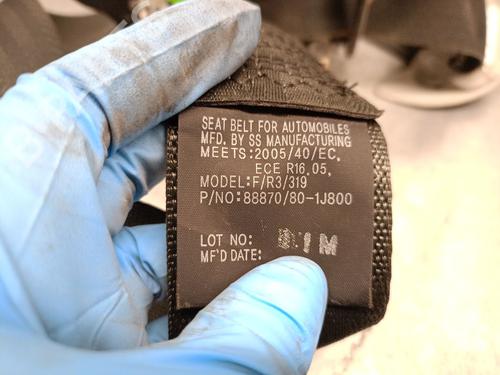 SEAT BELT FOR AUTOMOBILES
MFD. BY SS MANUFACTURING
MEETS:2005/40/EC.
ECE R16.05.
MODEL:F/R3/319
P/NO:88870/80-1J800
LOT NO: 1M
MF'D DATE: